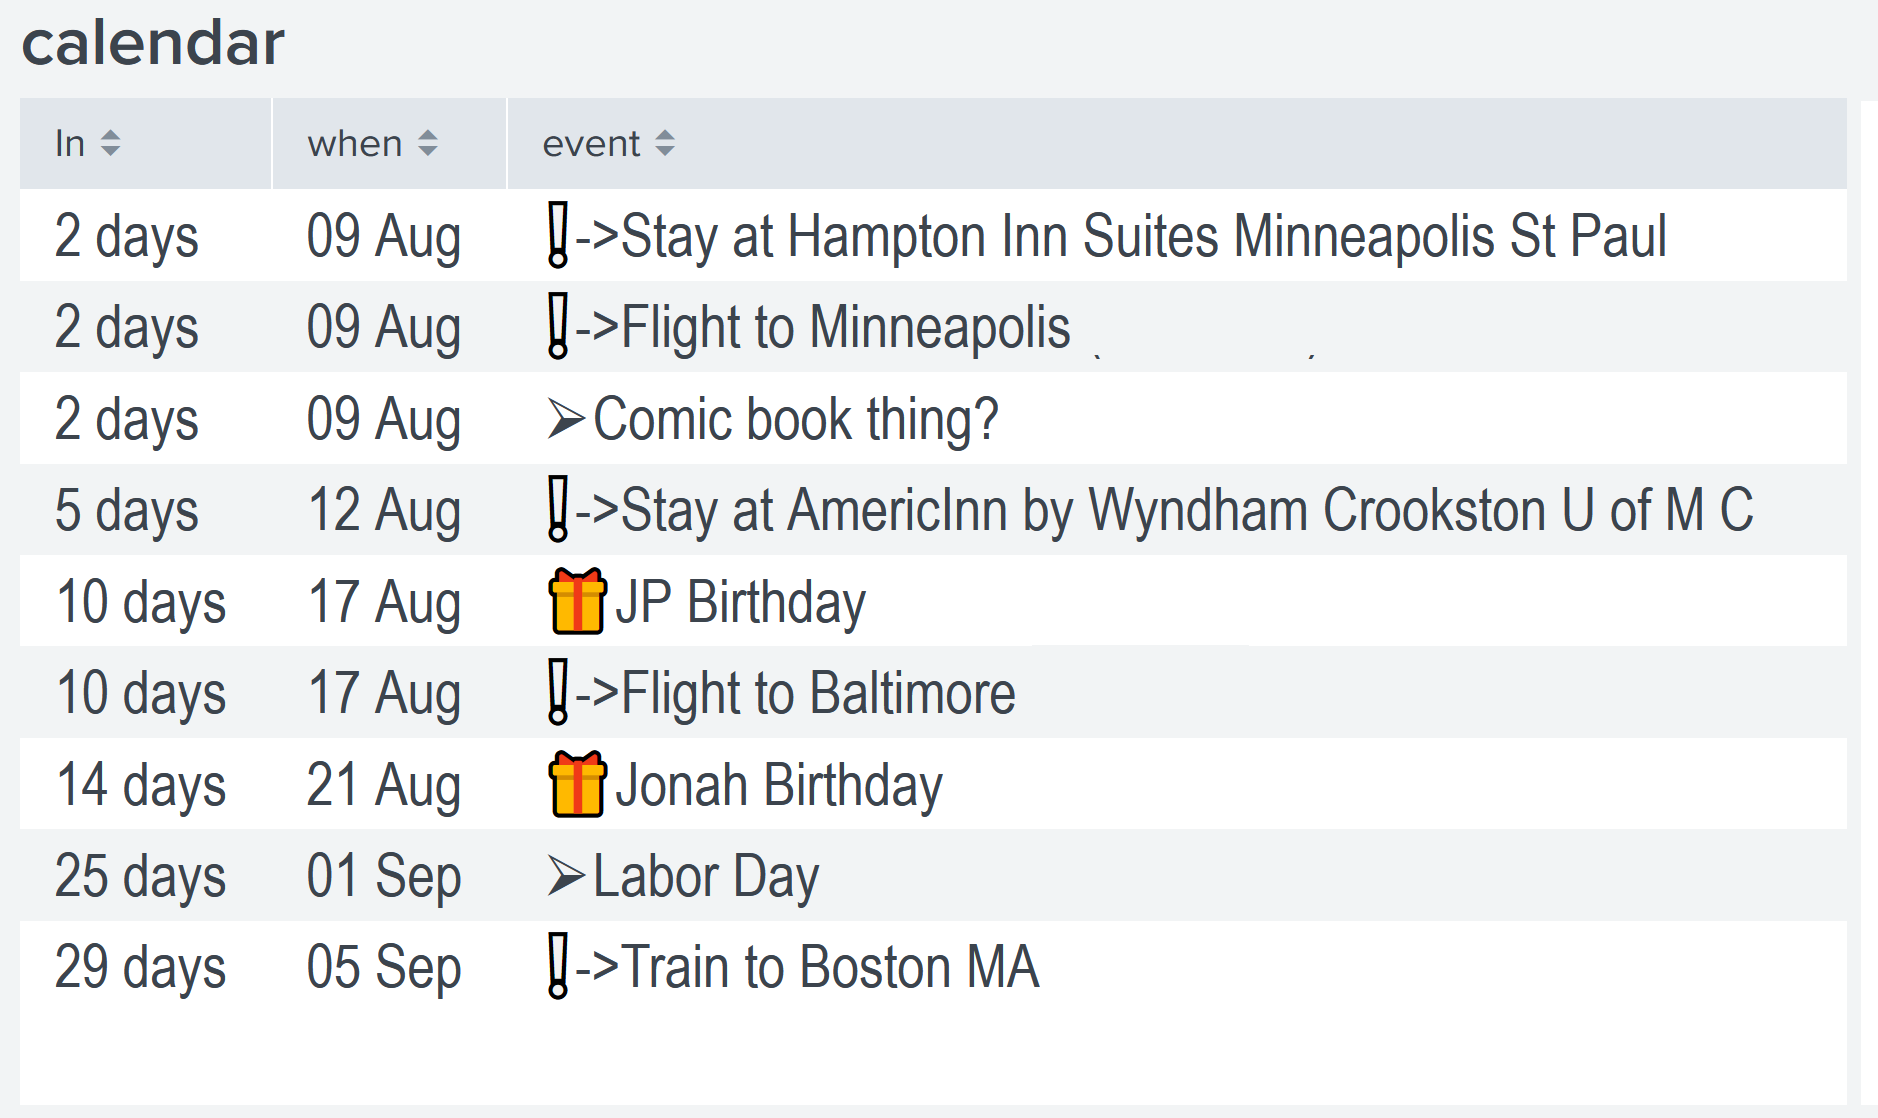 calendar
In when event
2 days 09 Aug ❕->Stay at Hampton Inn Suites Minneapolis St Paul
2 days 09 Aug ❕->Flight to Minneapolis
2 days 09 Aug ➢Comic book thing?
5 days 12 Aug ❕->Stay at AmericInn by Wyndham Crookston U of M C
10 days 17 Aug 🎁JP Birthday
10 days 17 Aug ❕->Flight to Baltimore
14 days 21 Aug 🎁Jonah Birthday
25 days 01 Sep ➢Labor Day
29 days 05 Sep ❕->Train to Boston MA